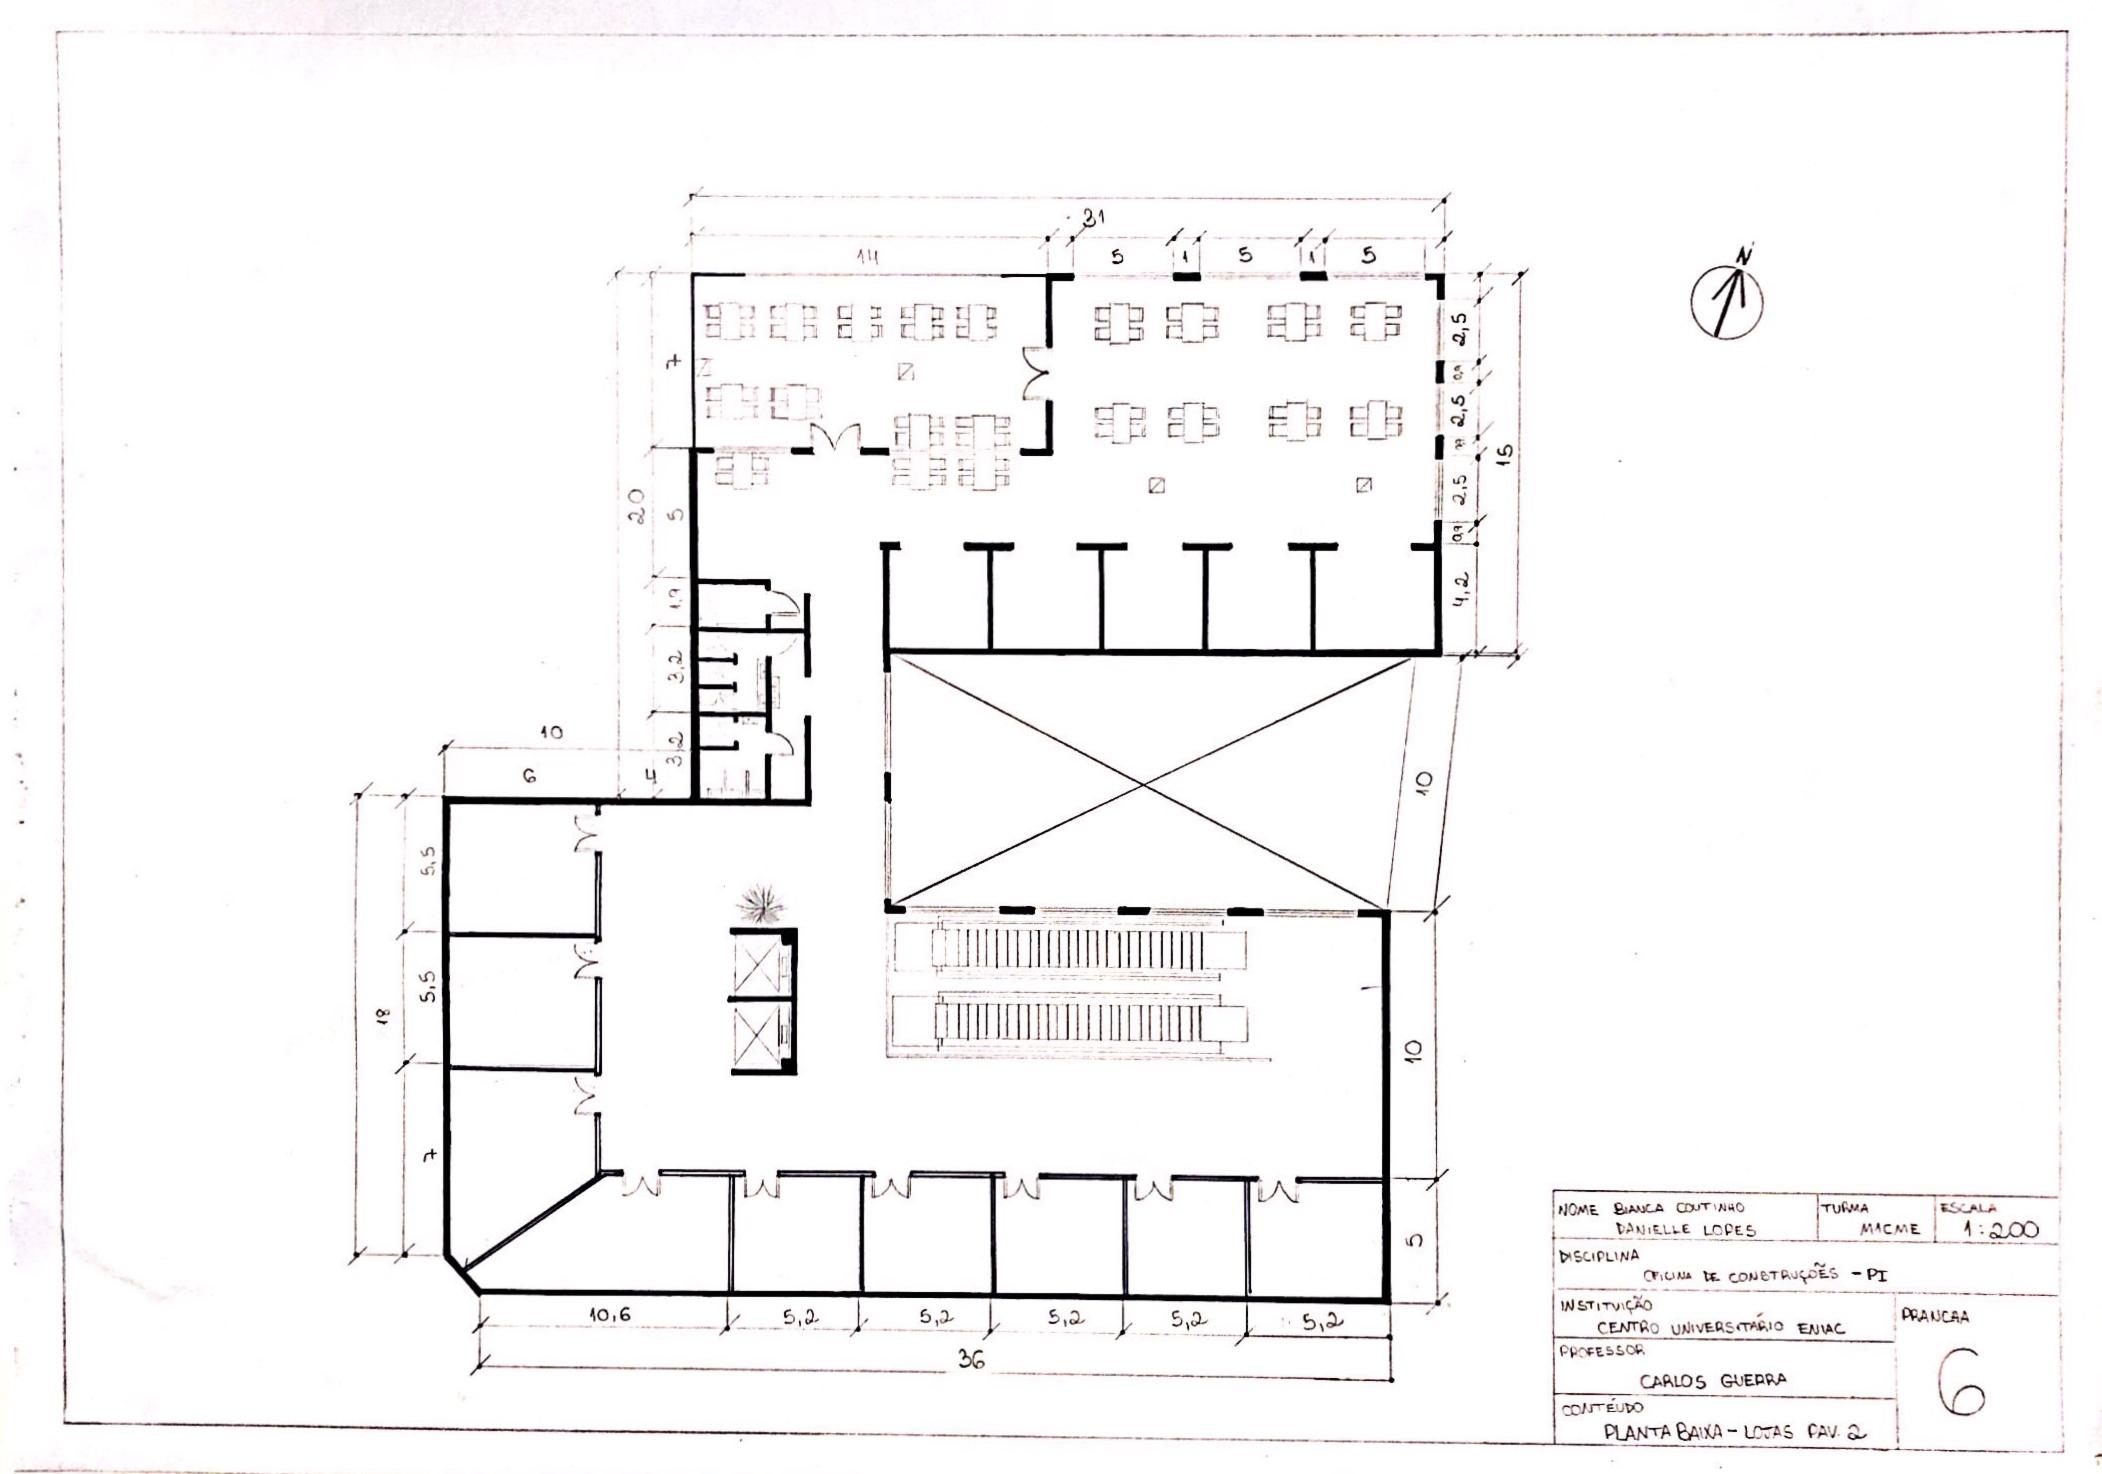 31
14
5
1
5
1
5
N
7
2,5
0,9
2,5
15
20
5
2,5
0,9
1,9
4,2
3,2
10
3,2
6
4
10
5,5
5,5
18
10
7
5
10,6
5,2
5,2
5,2
5,2
5,2
36
NOME BIANCA COUTINHO
DANIELLE LOPES
TURMA
M1CME
ESCALA
1:200
DISCIPLINA
OFICINA DE CONSTRUÇÕES - PI
INSTITUIÇÃO
CENTRO UNIVERSITÁRIO ENIAC
PROFESSOR
CARLOS GUERRA
CONTEÚDO
PLANTA BAIXA - LOJAS PAV. 2
PRANCAA
6